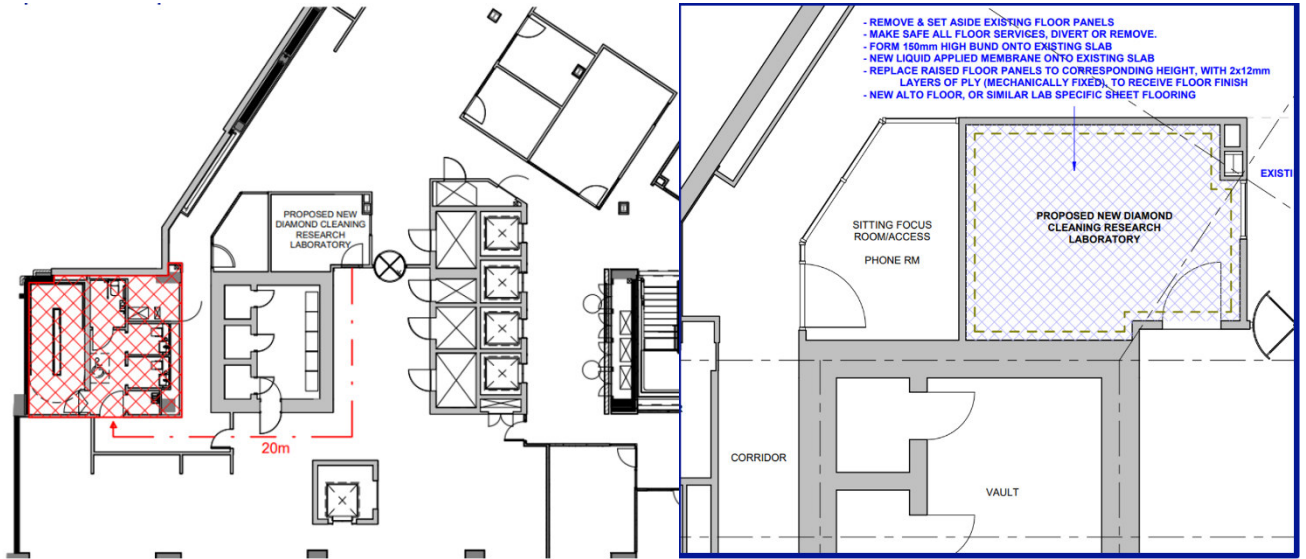 PROPOSED NEW
DIAMOND CLEANING
RESEARCH
LABORATORY
20m
- REMOVE & SET ASIDE EXISTING FLOOR PANELS
- MAKE SAFE ALL FLOOR SERVICES, DIVERT OR REMOVE.
- FORM 150mm HIGH BUND ONTO EXISTING SLAB
- NEW LIQUID APPLIED MEMBRANE ONTO EXISTING SLAB
- REPLACE RAISED FLOOR PANELS TO CORRESPONDING HEIGHT, WITH 2x12mm
LAYERS OF PLY (MECHANICALLY FIXED), TO RECEIVE FLOOR FINISH
- NEW ALTO FLOOR, OR SIMILAR LAB SPECIFIC SHEET FLOORING
EXISTI
SITTING FOCUS
ROOM/ACCESS
PHONE RM
PROPOSED NEW DIAMOND
CLEANING RESEARCH
LABORATORY
CORRIDOR
VAULT